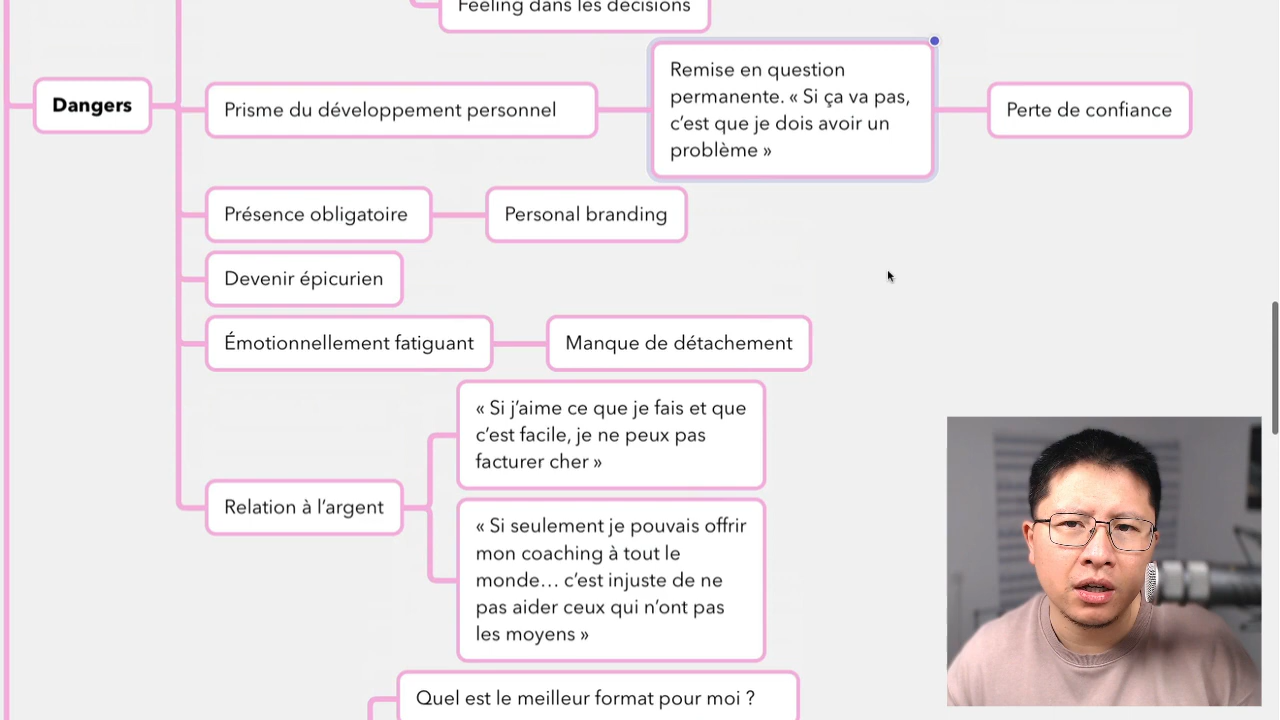 Feeling dans les décisions
Dangers
Prisme du développement personnel
Remise en question
permanente. « Si ça va pas,
c’est que je dois avoir un
problème »
Perte de confiance
Présence obligatoire
Personal branding
Devenir épicurien
Émotionnellement fatiguant
Manque de détachement
Relation à l’argent
« Si j’aime ce que je fais et que
c’est facile, je ne peux pas
facturer cher »
« Si seulement je pouvais offrir
mon coaching à tout le
monde… c’est injuste de ne
pas aider ceux qui n’ont pas
les moyens »
Quel est le meilleur format pour moi ?